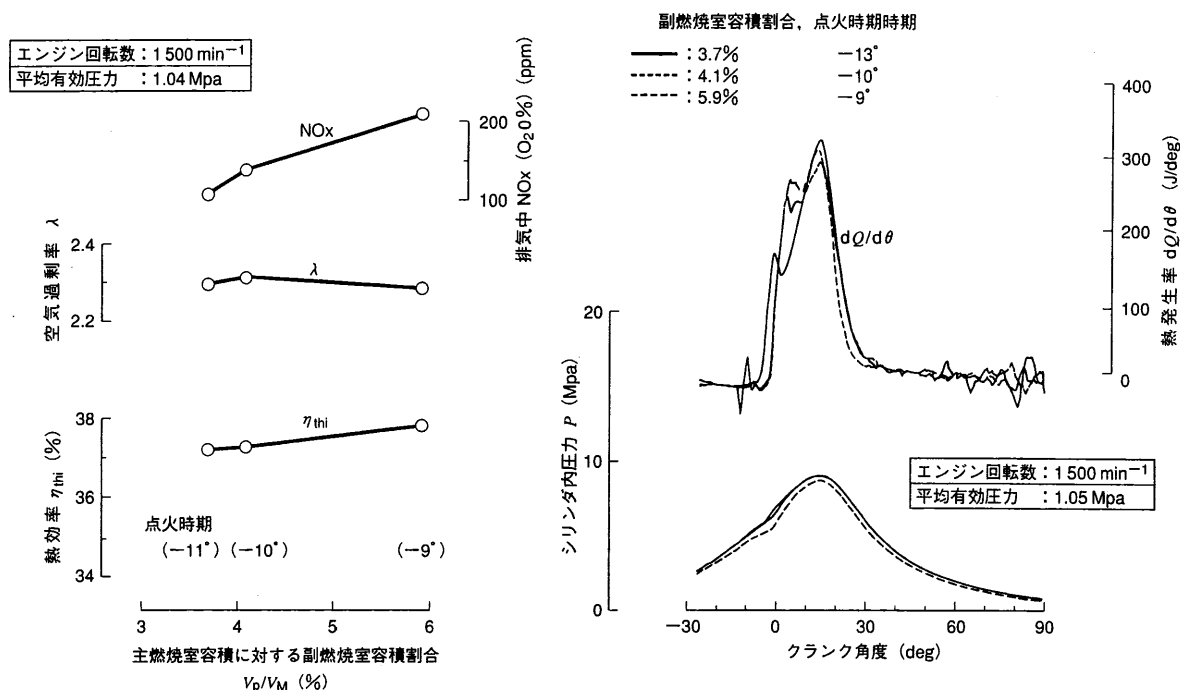 エンジン回転数：1 500 min⁻¹
平均有効圧力　：1.04 Mpa
NOx
200
100
排気中 NOx（O₂ 0%）(ppm)
2.4
2.2
空気過剰率 λ
λ
38
36
34
熱効率 ηthi (%)
ηthi
点火時期
(−11°) (−10°) (−9°)
3 4 5 6
主燃焼室容積に対する副燃焼室容積割合
Vp/VM (%)
副燃焼室容積割合，点火時期時期
：3.7% −13°
：4.1% −10°
：5.9% −9°
400
300
200
100
0
熱発生率 dQ/dθ (J/deg)
dQ/dθ
20
10
0
シリンダ内圧力 P (Mpa)
エンジン回転数：1 500 min⁻¹
平均有効圧力　：1.05 Mpa
−30 0 30 60 90
クランク角度 (deg)